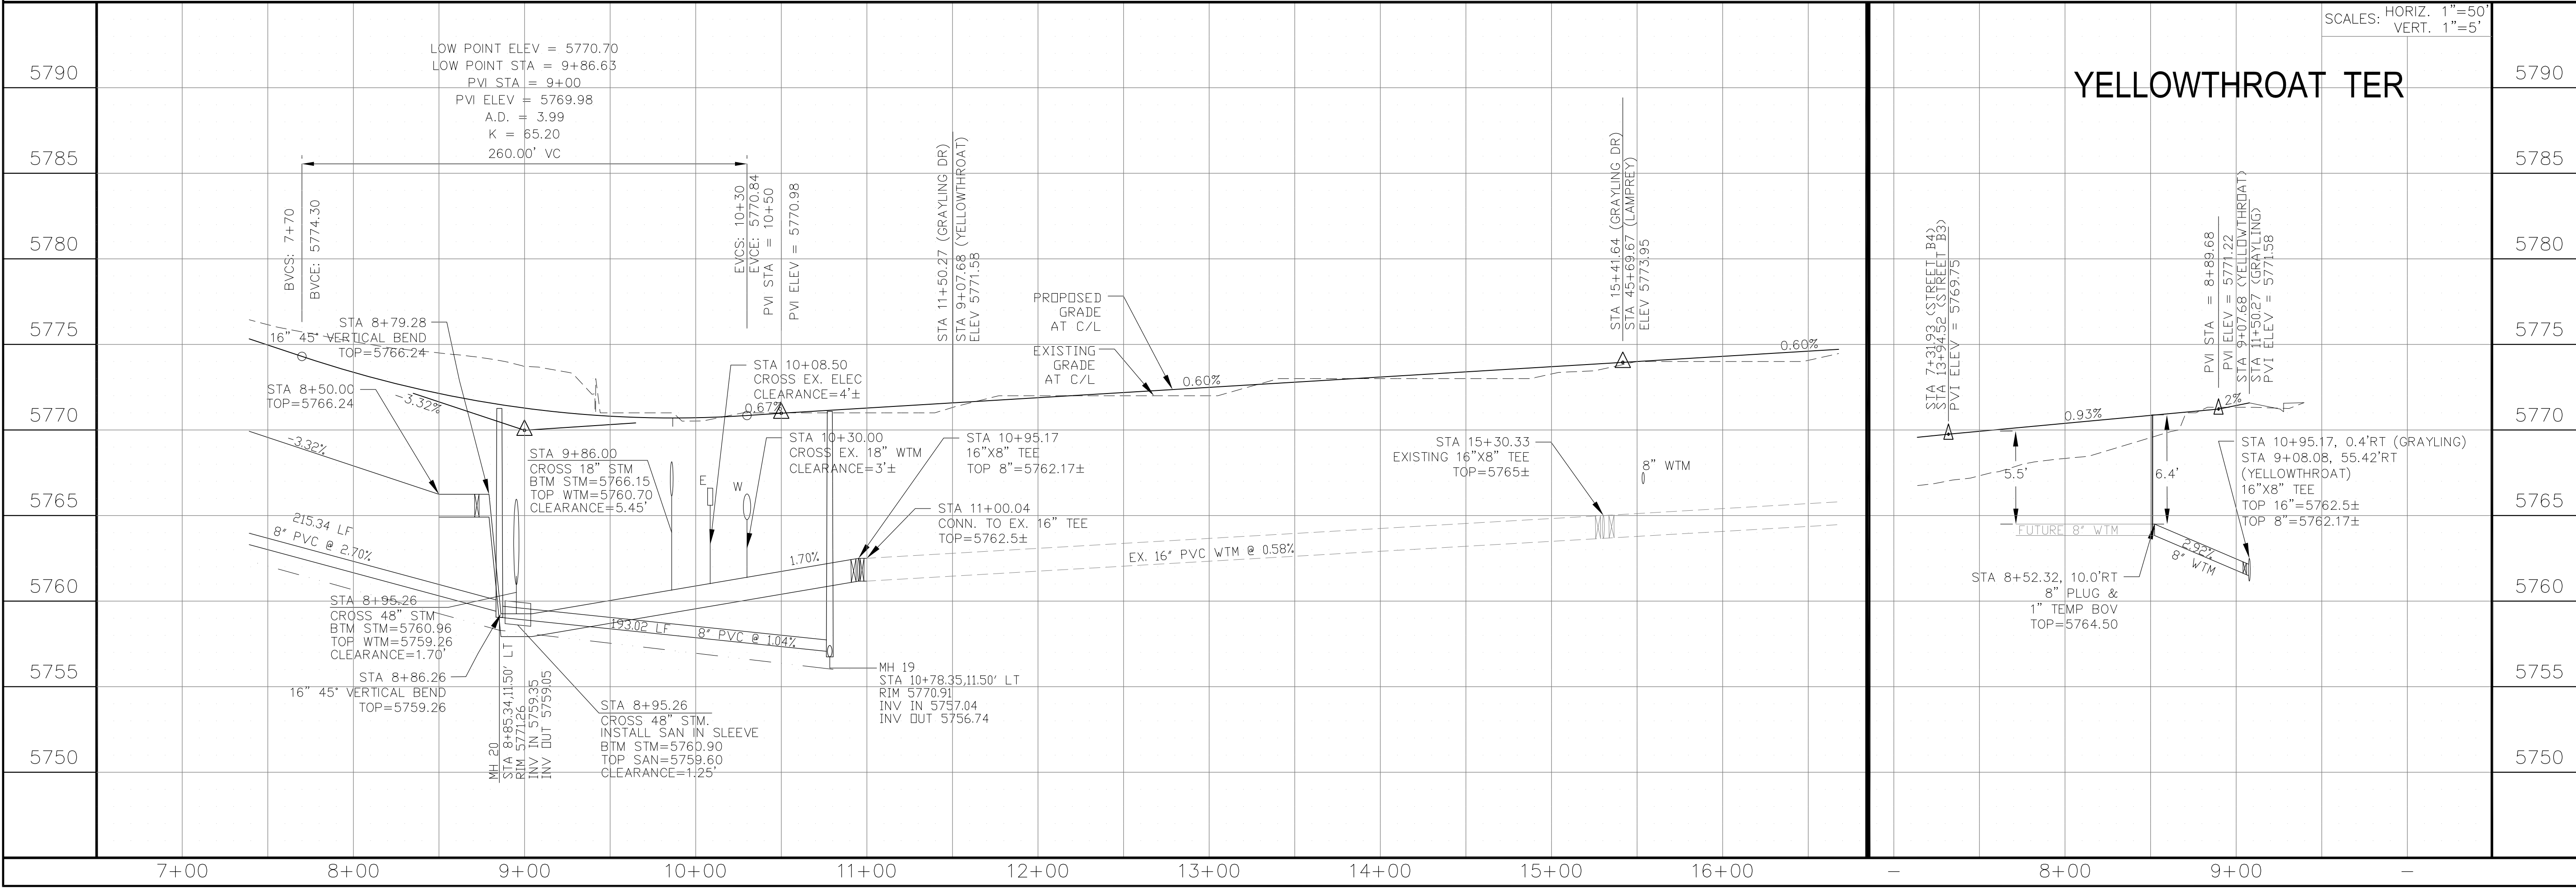 SCALES: HORIZ. 1"=50'
VERT. 1"=5'
YELLOWTHROAT TER
5790
5785
5780
5775
5770
5765
5760
5755
5750
LOW POINT ELEV = 5770.70
LOW POINT STA = 9+86.63
PVI STA = 9+00
PVI ELEV = 5769.98
A.D. = 3.99
K = 65.20
260.00' VC
BVCS: 7+70
BVCE: 5774.30
EVCS: 10+30
EVCE: 5770.84
PVI STA = 10+50
PVI ELEV = 5770.98
STA 11+50.27 (GRAYLING DR)
STA 9+07.68 (YELLOWTHROAT)
ELEV 5771.58
PROPOSED
GRADE
AT C/L
EXISTING
GRADE
AT C/L
STA 15+41.64 (GRAYLING DR)
STA 45+69.67 (LAMPREY)
ELEV 5773.95
0.60%
0.60%
0.67%
-3.32%
-3.32%
STA 8+79.28
16" 45° VERTICAL BEND
TOP=5766.24
STA 8+50.00
TOP=5766.24
STA 10+08.50
CROSS EX. ELEC
CLEARANCE=4'±
STA 10+30.00
CROSS EX. 18" WTM
CLEARANCE=3'±
STA 9+86.00
CROSS 18" STM
BTM STM=5766.15
TOP WTM=5760.70
CLEARANCE=5.45'
E
W
STA 10+95.17
16"X8" TEE
TOP 8"=5762.17±
STA 11+00.04
CONN. TO EX. 16" TEE
TOP=5762.5±
STA 15+30.33
EXISTING 16"X8" TEE
TOP=5765±
8" WTM
EX. 16" PVC WTM @ 0.58%
1.70%
215.34 LF
8" PVC @ 2.70%
193.02 LF
8" PVC @ 1.04%
STA 8+95.26
CROSS 48" STM
BTM STM=5760.96
TOP WTM=5759.26
CLEARANCE=1.70'
STA 8+86.26
16" 45° VERTICAL BEND
TOP=5759.26
MH 20
STA 8+85.34,11.50' LT
RIM 5771.26
INV IN 5759.35
INV OUT 5759.05
STA 8+95.26
CROSS 48" STM.
INSTALL SAN IN SLEEVE
BTM STM=5760.90
TOP SAN=5759.60
CLEARANCE=1.25'
MH 19
STA 10+78.35,11.50' LT
RIM 5770.91
INV IN 5757.04
INV OUT 5756.74
STA 7+31.93 (STREET B4)
STA 13+94.52 (STREET B3)
PVI ELEV = 5769.75
PVI STA = 8+89.68
PVI ELEV = 5771.22
STA 9+07.68 (YELLOWTHROAT)
STA 11+50.27 (GRAYLING)
PVI ELEV = 5771.58
0.93%
2%
5.5'
6.4'
FUTURE 8" WTM
2.92%
8" WTM
STA 10+95.17, 0.4'RT (GRAYLING)
STA 9+08.08, 55.42'RT
(YELLOWTHROAT)
16"X8" TEE
TOP 16"=5762.5±
TOP 8"=5762.17±
STA 8+52.32, 10.0'RT
8" PLUG &
1" TEMP BOV
TOP=5764.50
5790
5785
5780
5775
5770
5765
5760
5755
5750
7+00 8+00 9+00 10+00 11+00 12+00 13+00 14+00 15+00 16+00 - 8+00 9+00 -